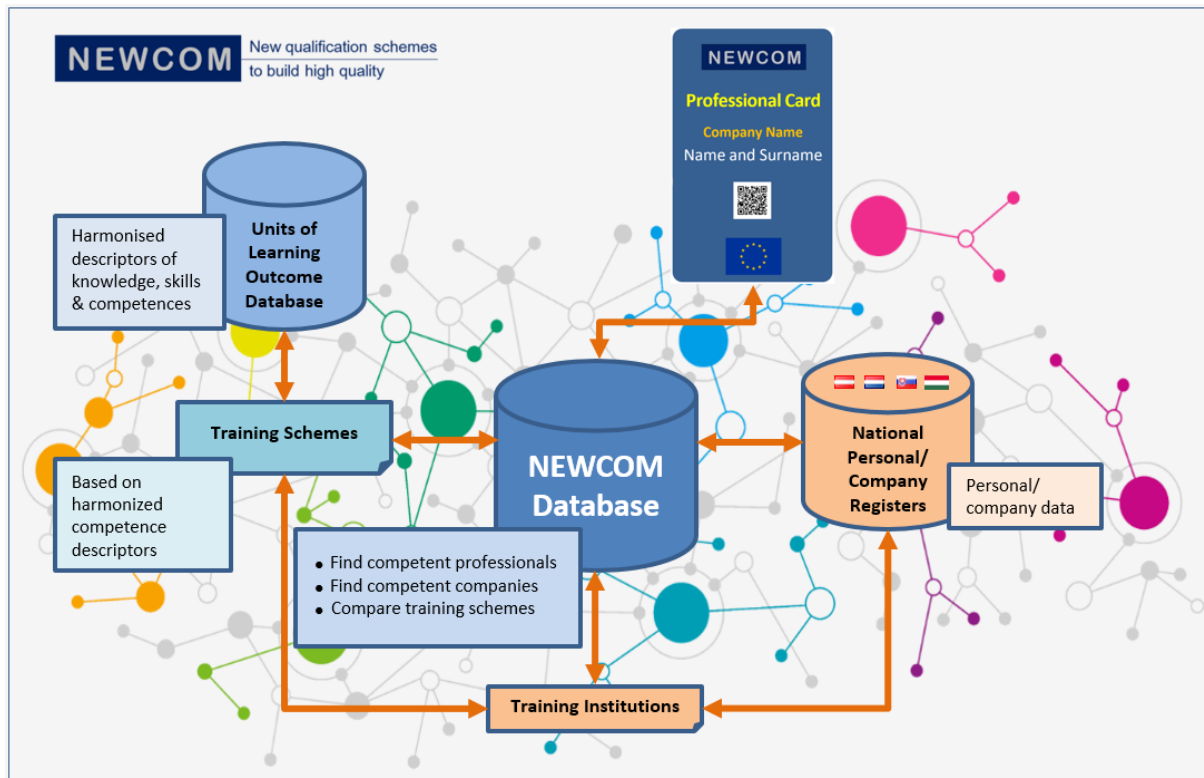 NEWCOM
New qualification schemes
to build high quality
NEWCOM
Professional Card
Company Name
Name and Surname
Units of
Learning
Outcome
Database
Harmonised
descriptors of
knowledge, skills
& competences
Training Schemes
Based on
harmonized
competence
descriptors
NEWCOM
Database
• Find competent professionals
• Find competent companies
• Compare training schemes
National
Personal/
Company
Registers
Personal/
company data
Training Institutions